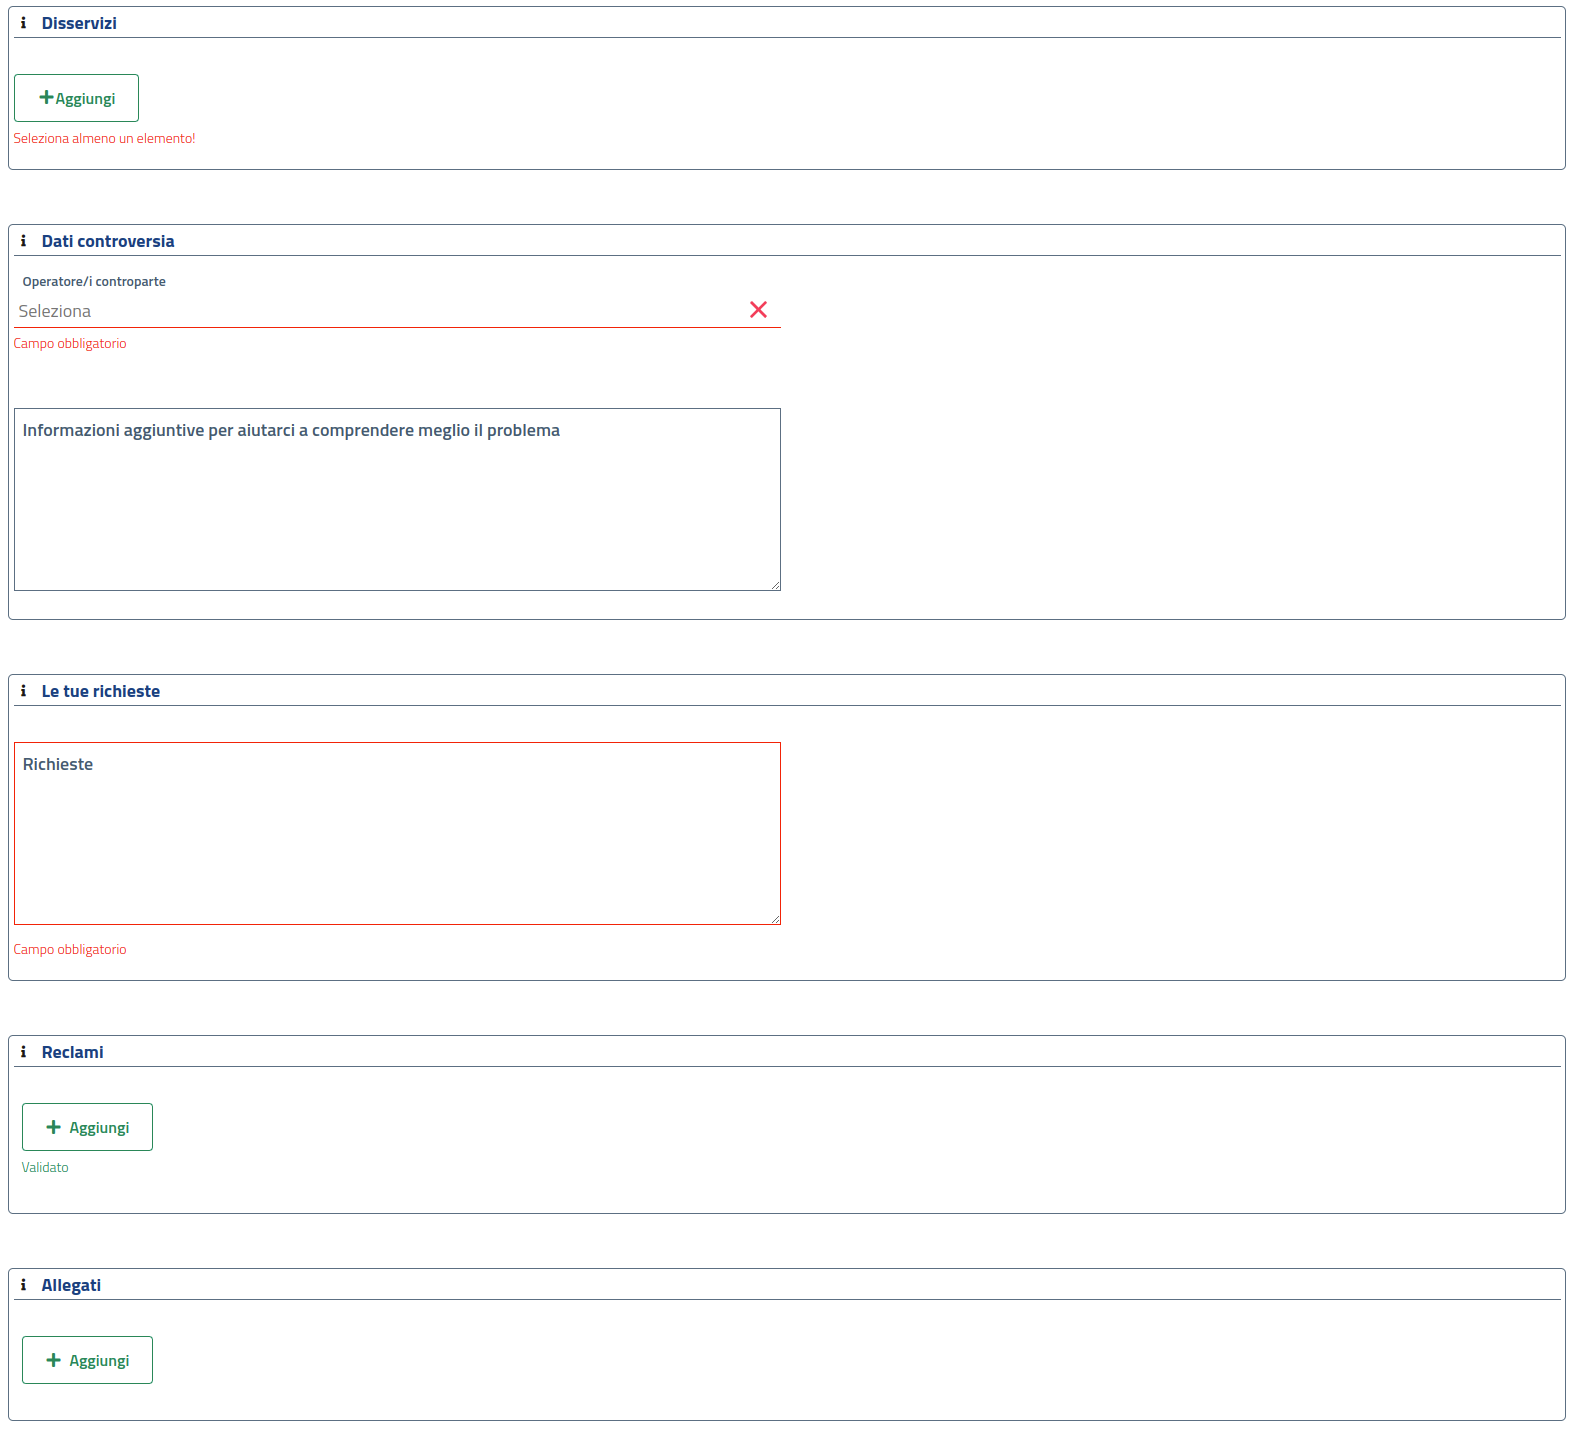 Disservizi
Aggiungi
Seleziona almeno un elemento!
Dati controversia
Operatore/i controparte
Seleziona
Campo obbligatorio
Informazioni aggiuntive per aiutarci a comprendere meglio il problema
Le tue richieste
Richieste
Campo obbligatorio
Reclami
Aggiungi
Validato
Allegati
Aggiungi